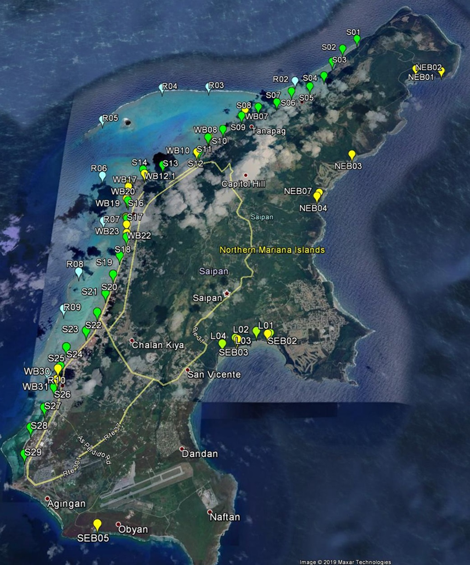 S01
S02
S03
NEB02
NEB01
R02
S04
R04
R03
S07
S05
S06
S08
WB07
R05
WB08
S09
Tanapag
S10
WB10
S11
S12
S14
S13
NEB03
R06
WB12.1
WB17
Capitol Hill
WB20
NEB07
WB19
S16
NEB04
R07
S17
Saipan
WB23
WB22
S18
Northern Mariana Islands
S19
R08
Saipan
S20
S21
Saipan
R09
S22
S23
L02
L01
L04
L03
SEB02
Chalan Kiya
SEB03
S24
S25
WB30
San Vicente
R10
WB31
S26
S27
S28
As Perdido Rd
S29
Dandan
Agingan
Naftan
Obyan
SEB05
Image © 2019 Maxar Technologies